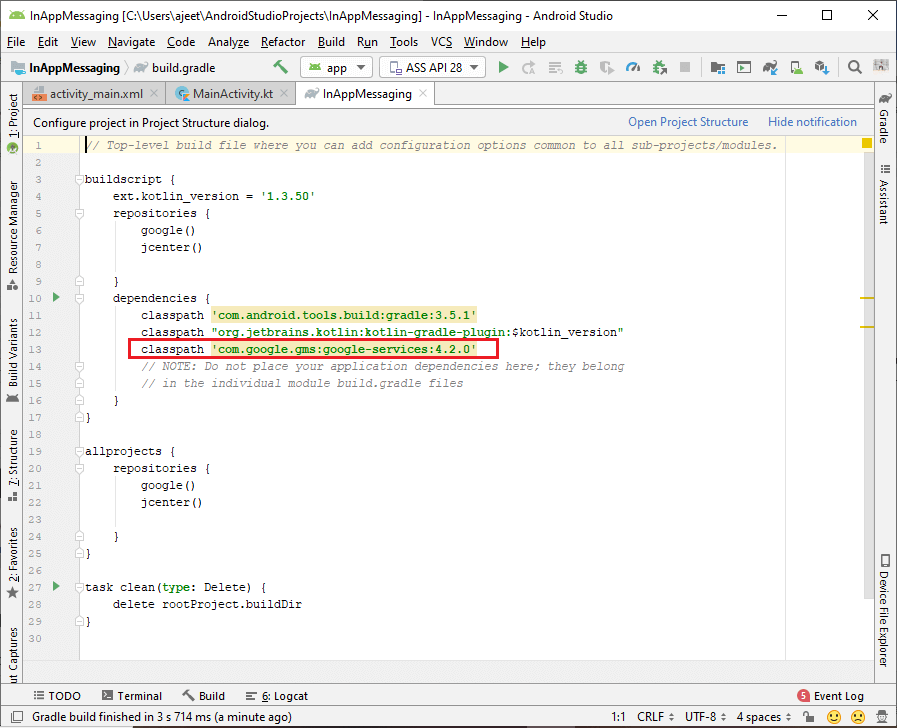 InAppMessaging [C:\Users\ajeet\AndroidStudioProjects\InAppMessaging] - InAppMessaging - Android Studio
File Edit View Navigate Code Analyze Refactor Build Run Tools VCS Window Help
InAppMessaging build.gradle app ASS API 28
activity_main.xml MainActivity.kt InAppMessaging
Configure project in Project Structure dialog. Open Project Structure Hide notification
1 // Top-level build file where you can add configuration options common to all sub-projects/modules.
2
3 buildscript {
4 ext.kotlin_version = '1.3.50'
5 repositories {
6 google()
7 jcenter()
8
9 }
10 dependencies {
11 classpath 'com.android.tools.build:gradle:3.5.1'
12 classpath "org.jetbrains.kotlin:kotlin-gradle-plugin:$kotlin_version"
13 classpath 'com.google.gms:google-services:4.2.0'
14 // NOTE: Do not place your application dependencies here; they belong
15 // in the individual module build.gradle files
16 }
17 }
18
19 allprojects {
20 repositories {
21 google()
22 jcenter()
23
24 }
25 }
26
27 task clean(type: Delete) {
28 delete rootProject.buildDir
29 }
30
1: Project
Resource Manager
Build Variants
7: Structure
2: Favorites
ut Captures
Gradle
Assistant
Device File Explorer
TODO Terminal Build 6: Logcat 5 Event Log
Gradle build finished in 3 s 714 ms (a minute ago) 1:1 CRLF UTF-8 4 spaces